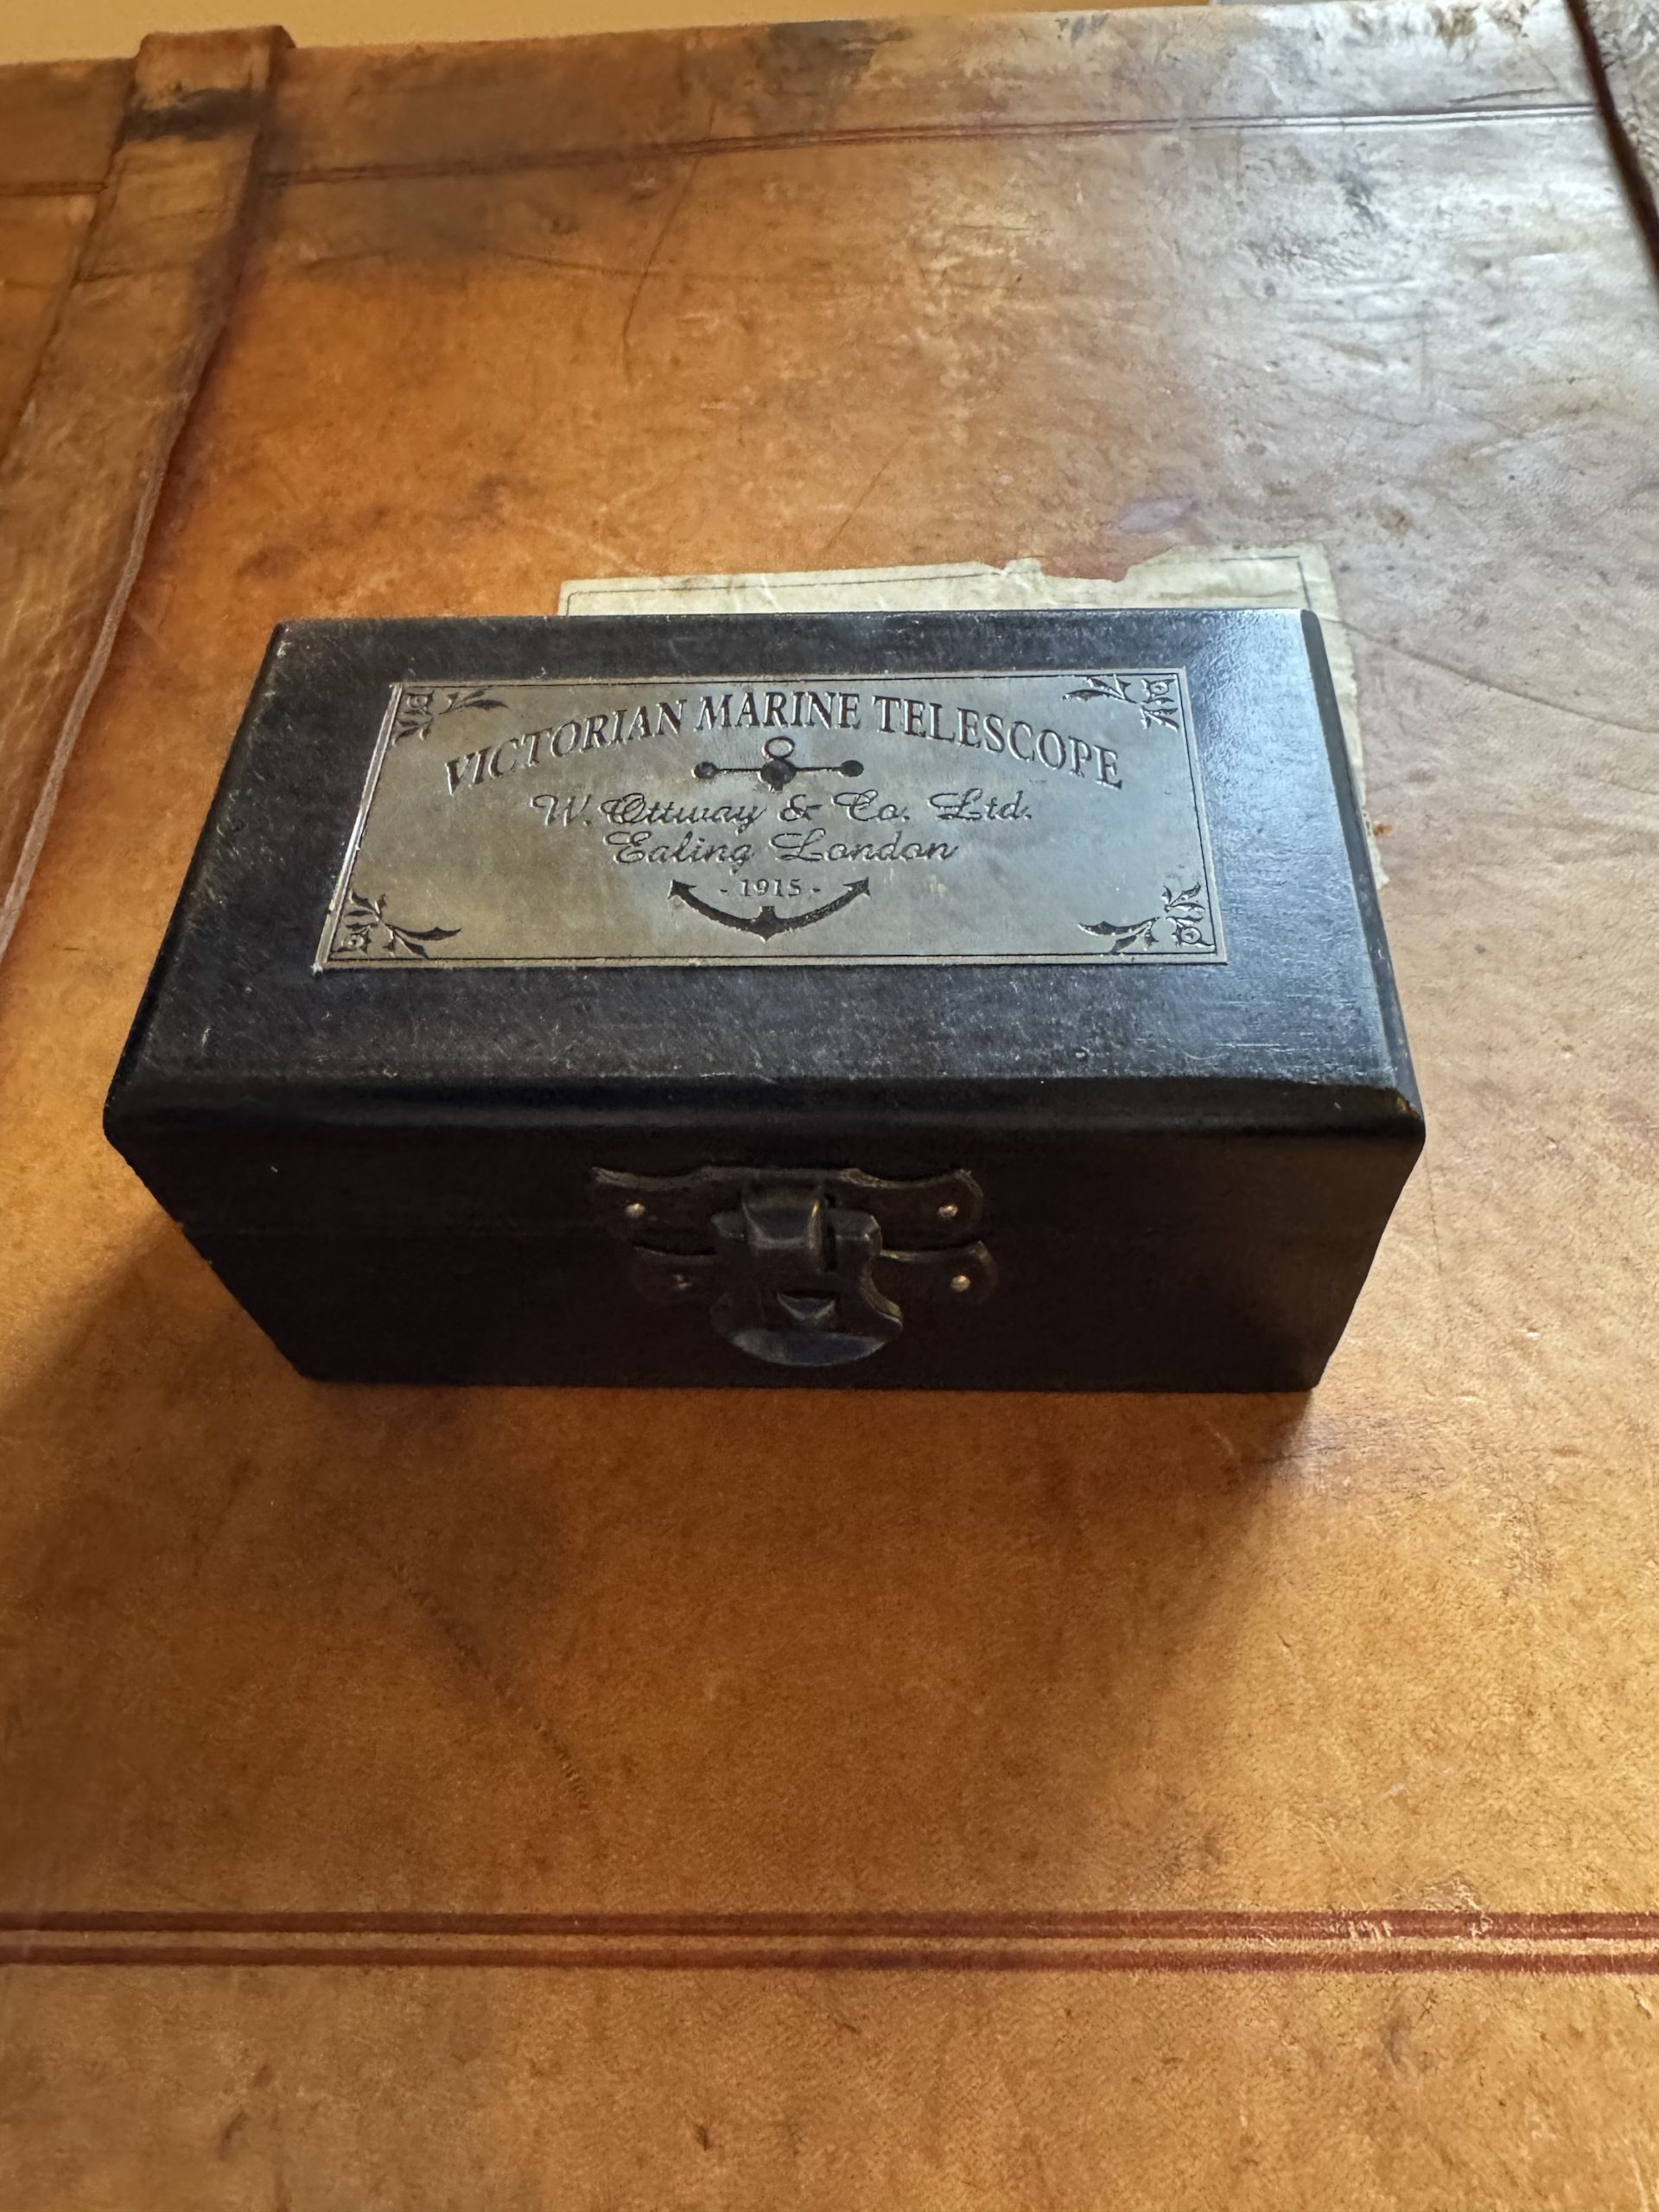 VICTORIAN MARINE TELESCOPE
W. Ottway & Co. Ltd.
Ealing London
- 1915 -